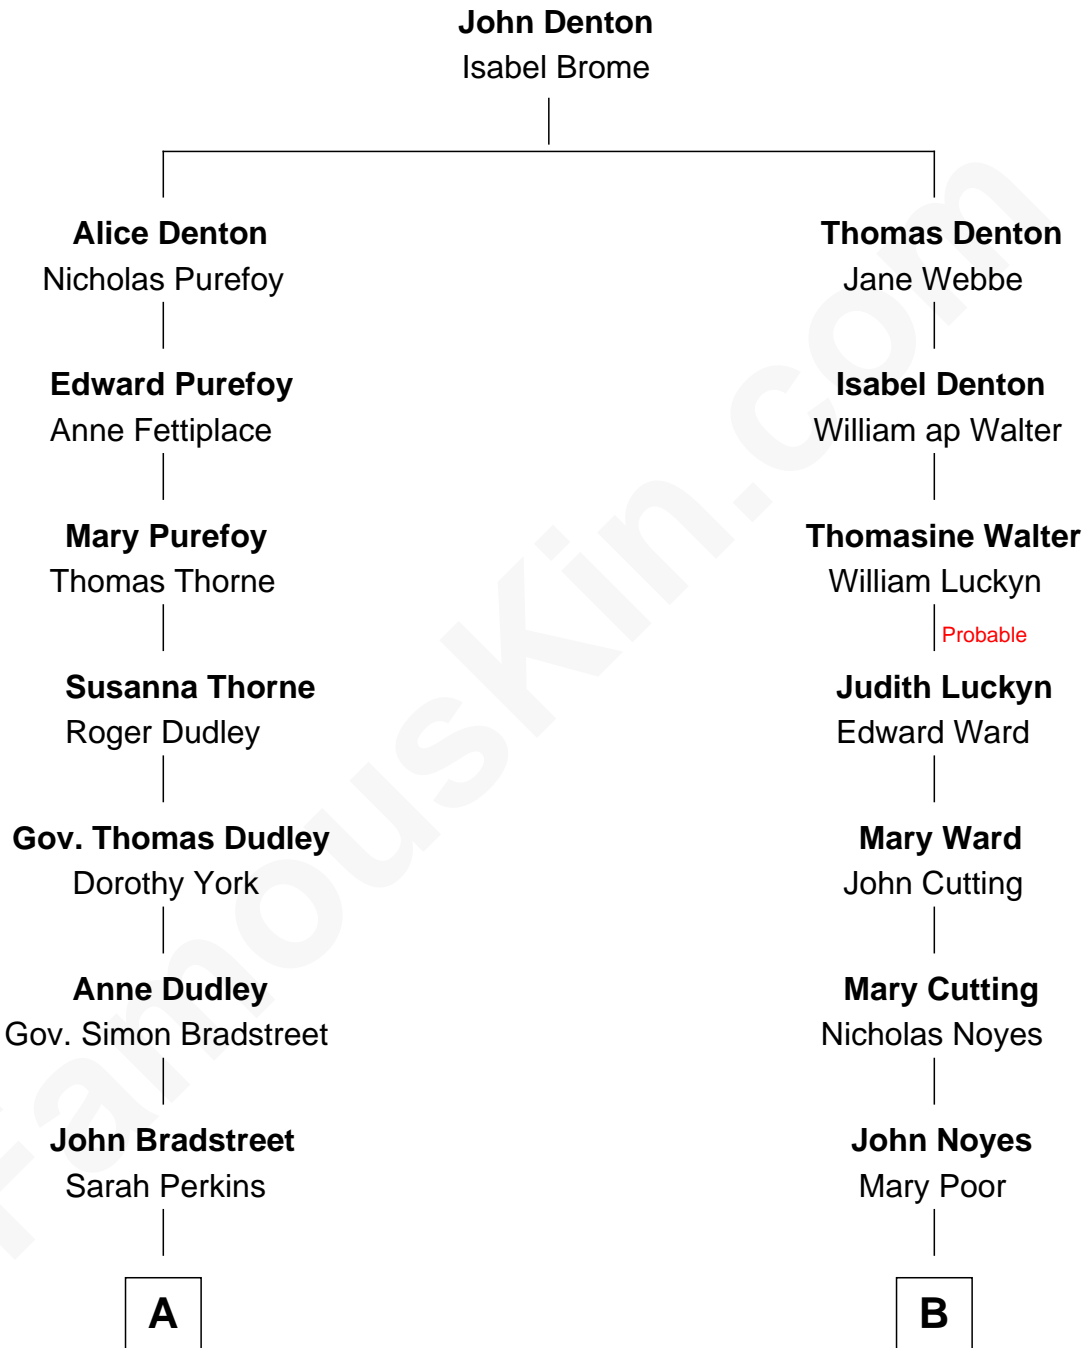 John Denton
Isabel Brome
Alice Denton
Nicholas Purefoy
Thomas Denton
Jane Webbe
Edward Purefoy
Anne Fettiplace
Isabel Denton
William ap Walter
Mary Purefoy
Thomas Thorne
Thomasine Walter
William Luckyn
Probable
Susanna Thorne
Roger Dudley
Judith Luckyn
Edward Ward
Gov. Thomas Dudley
Dorothy York
Mary Ward
John Cutting
Anne Dudley
Gov. Simon Bradstreet
Mary Cutting
Nicholas Noyes
John Bradstreet
Sarah Perkins
John Noyes
Mary Poor
A
B
FamousKin.com